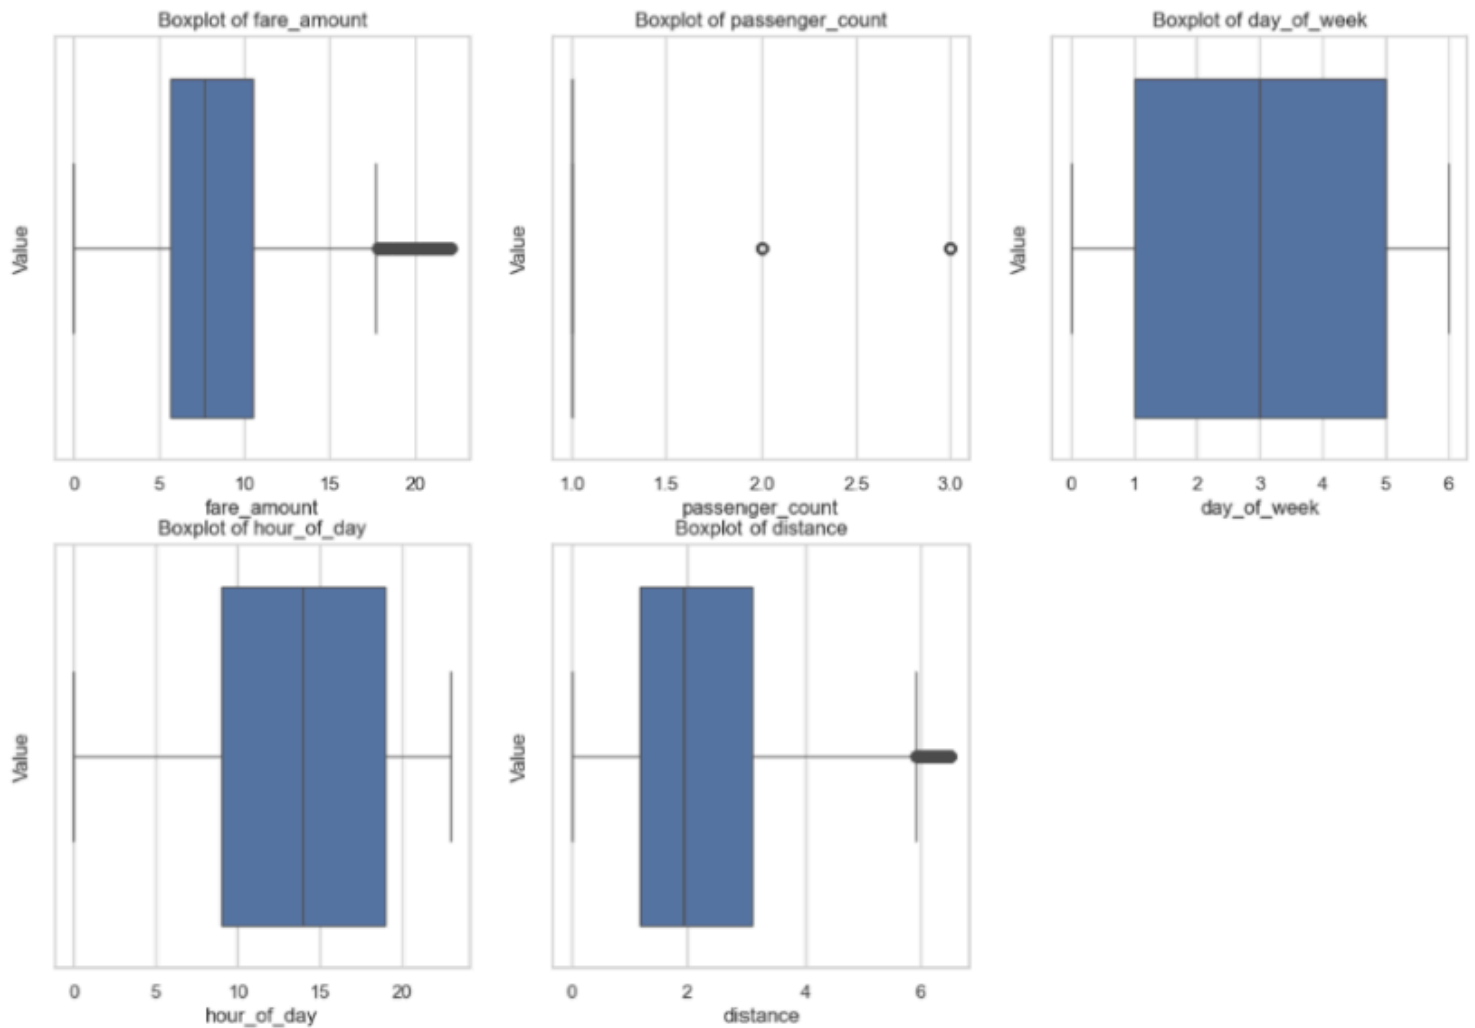 Boxplot of fare_amount
Value
0 5 10 15 20
fare_amount
Boxplot of passenger_count
Value
1.0 1.5 2.0 2.5 3.0
passenger_count
Boxplot of day_of_week
Value
0 1 2 3 4 5 6
day_of_week
Boxplot of hour_of_day
Value
0 5 10 15 20
hour_of_day
Boxplot of distance
Value
0 2 4 6
distance